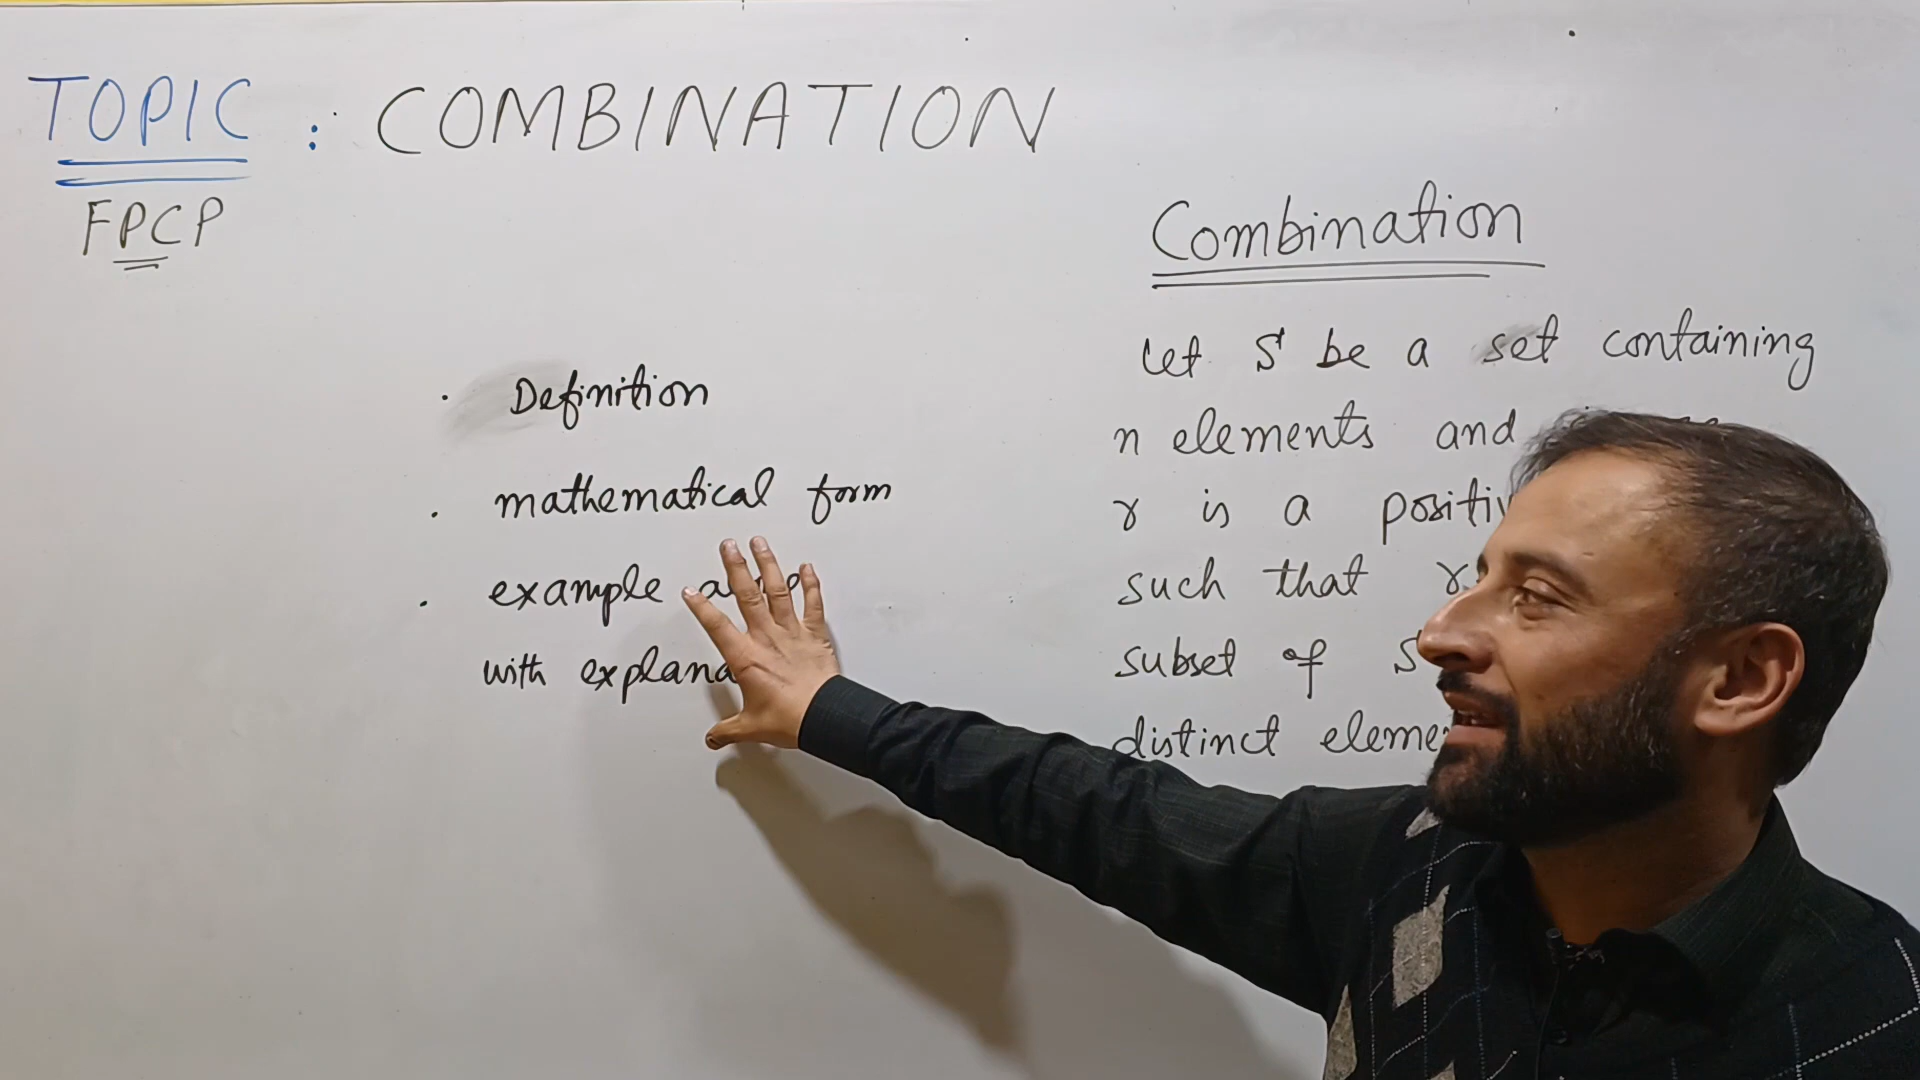 TOPIC : COMBINATION
FPCP
. Definition
. mathematical form
. example
with
Combination
Let S be a set containing
n elements and
r is a
such that r
subset of S
distinct